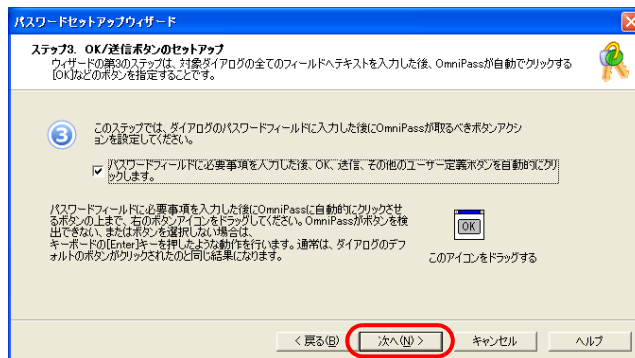 パスワードセットアップウィザード
ステップ3. OK/送信ボタンのセットアップ
ウィザードの第3のステップは、対象ダイアログの全てのフィールドへテキストを入力した後、OmniPassが自動でクリックする
[OK]などのボタンを指定することです。
3
このステップでは、ダイアログのパスワードフィールドに入力した後にOmniPassが取るべきボタンアクシ
ョンを設定してください。
パスワードフィールドに必要事項を入力した後、OK、送信、その他のユーザー定義ボタンを自動的にクリ
ックします。
パスワードフィールドに必要事項を入力した後にOmniPassに自動的にクリックさせ
るボタンの上まで、右のボタンアイコンをドラッグしてください。OmniPassがボタンを検
出できない、またはボタンを選択しない場合は、
キーボードの[Enter]キーを押したような動作を行います。通常は、ダイアログのデフ
ォルトのボタンがクリックされたのと同じ結果になります。
OK
このアイコンをドラッグする
< 戻る(B)
次へ(N) >
キャンセル
ヘルプ